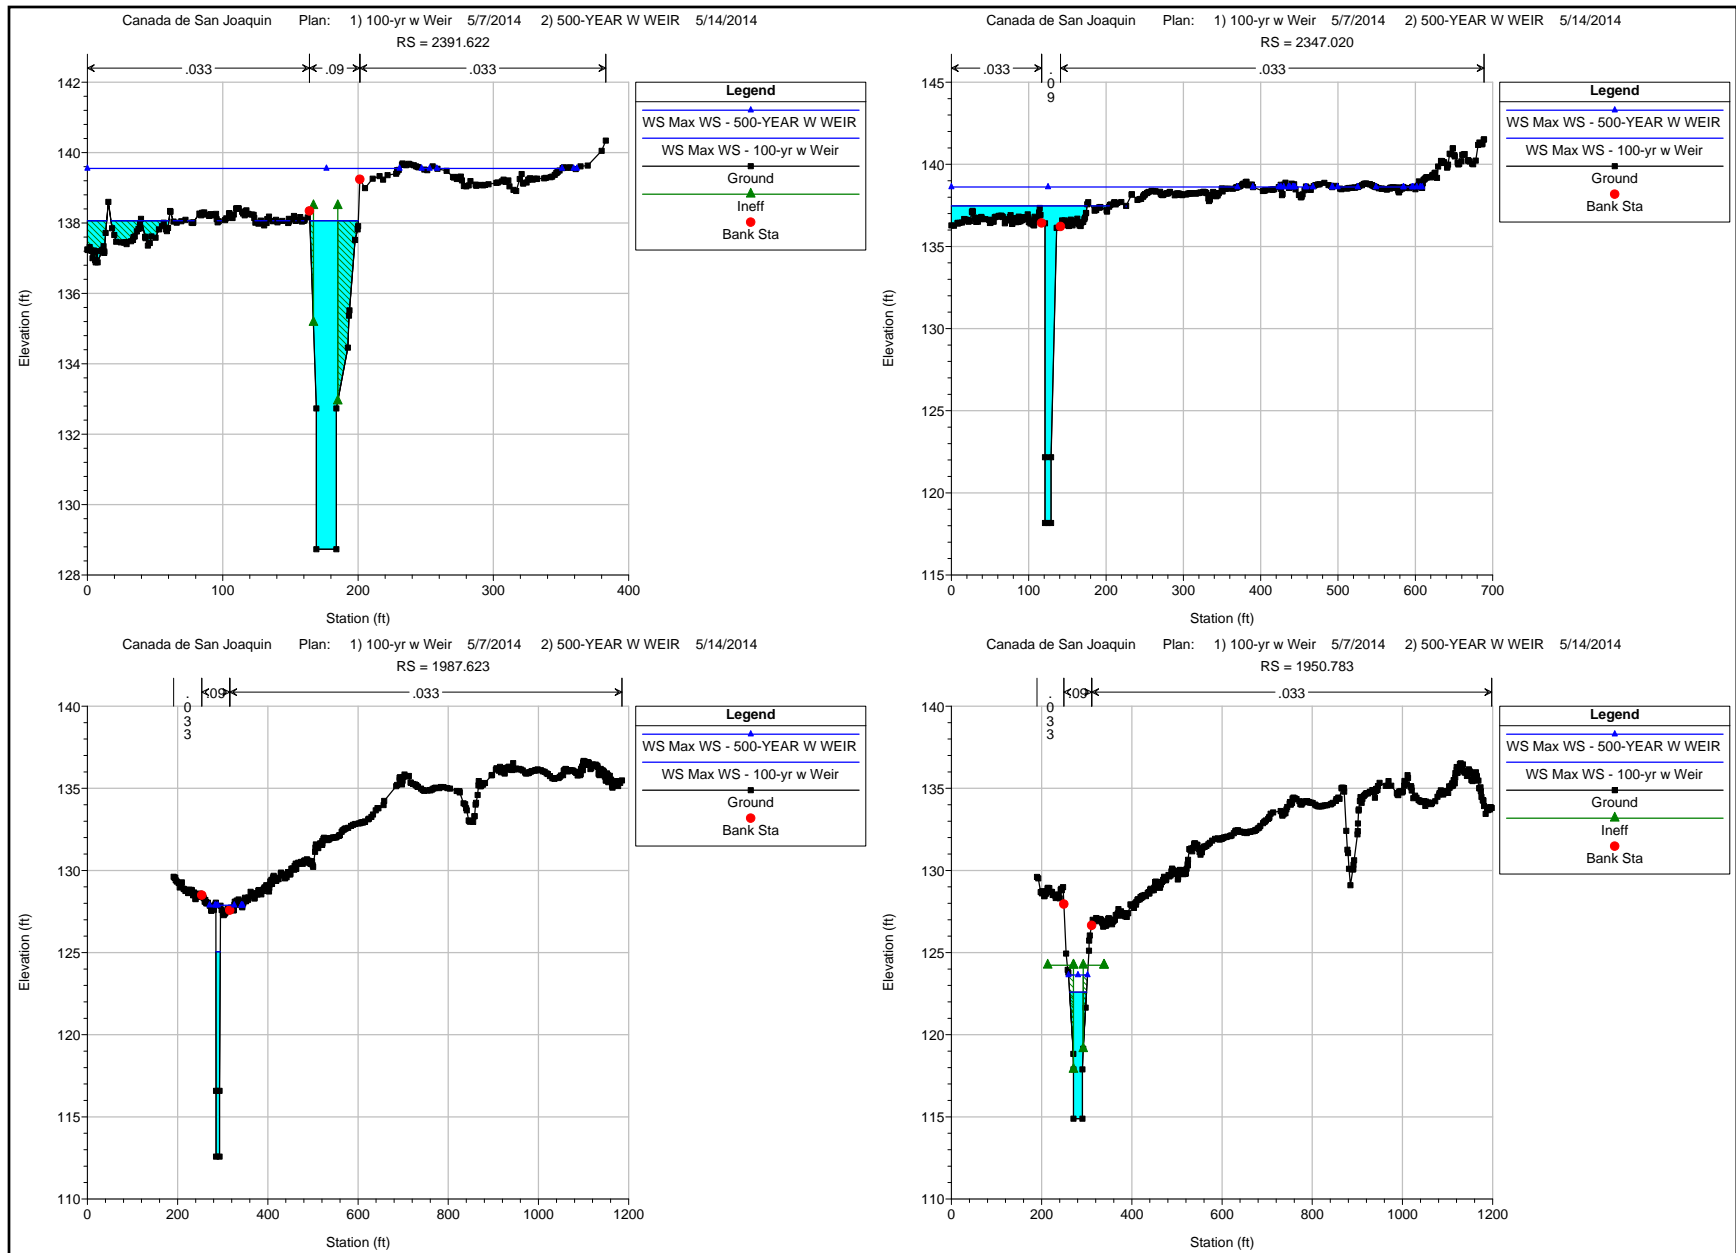 Canada de San Joaquin Plan: 1) 100-yr w Weir 5/7/2014 2) 500-YEAR W WEIR 5/14/2014
RS = 2391.622
.033 .09 .033
Legend
WS Max WS - 500-YEAR W WEIR
WS Max WS - 100-yr w Weir
Ground
Ineff
Bank Sta
142
140
138
136
134
132
130
128
Elevation (ft)
0 100 200 300 400
Station (ft)
Canada de San Joaquin Plan: 1) 100-yr w Weir 5/7/2014 2) 500-YEAR W WEIR 5/14/2014
RS = 2347.020
.033 .09 .033
Legend
WS Max WS - 500-YEAR W WEIR
WS Max WS - 100-yr w Weir
Ground
Bank Sta
145
140
135
130
125
120
115
Elevation (ft)
0 100 200 300 400 500 600 700
Station (ft)
Canada de San Joaquin Plan: 1) 100-yr w Weir 5/7/2014 2) 500-YEAR W WEIR 5/14/2014
RS = 1987.623
.033 .09 .033
Legend
WS Max WS - 500-YEAR W WEIR
WS Max WS - 100-yr w Weir
Ground
Bank Sta
140
135
130
125
120
115
110
Elevation (ft)
0 200 400 600 800 1000 1200
Station (ft)
Canada de San Joaquin Plan: 1) 100-yr w Weir 5/7/2014 2) 500-YEAR W WEIR 5/14/2014
RS = 1950.783
.033 .09 .033
Legend
WS Max WS - 500-YEAR W WEIR
WS Max WS - 100-yr w Weir
Ground
Ineff
Bank Sta
140
135
130
125
120
115
110
Elevation (ft)
0 200 400 600 800 1000 1200
Station (ft)